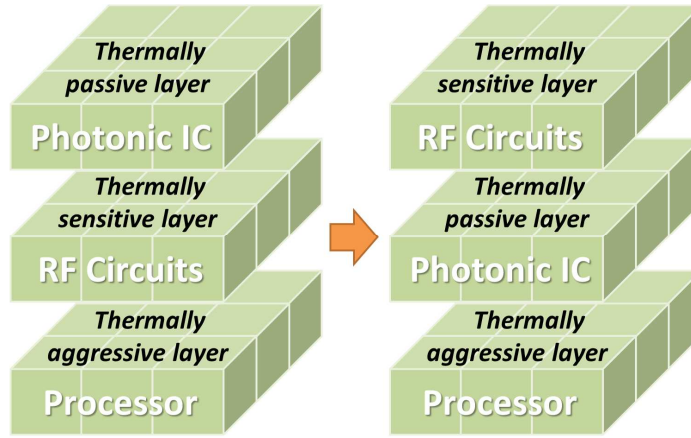 Thermally
passive layer
Photonic IC
Thermally
sensitive layer
RF Circuits
Thermally
aggressive layer
Processor
Thermally
sensitive layer
RF Circuits
Thermally
passive layer
Photonic IC
Thermally
aggressive layer
Processor